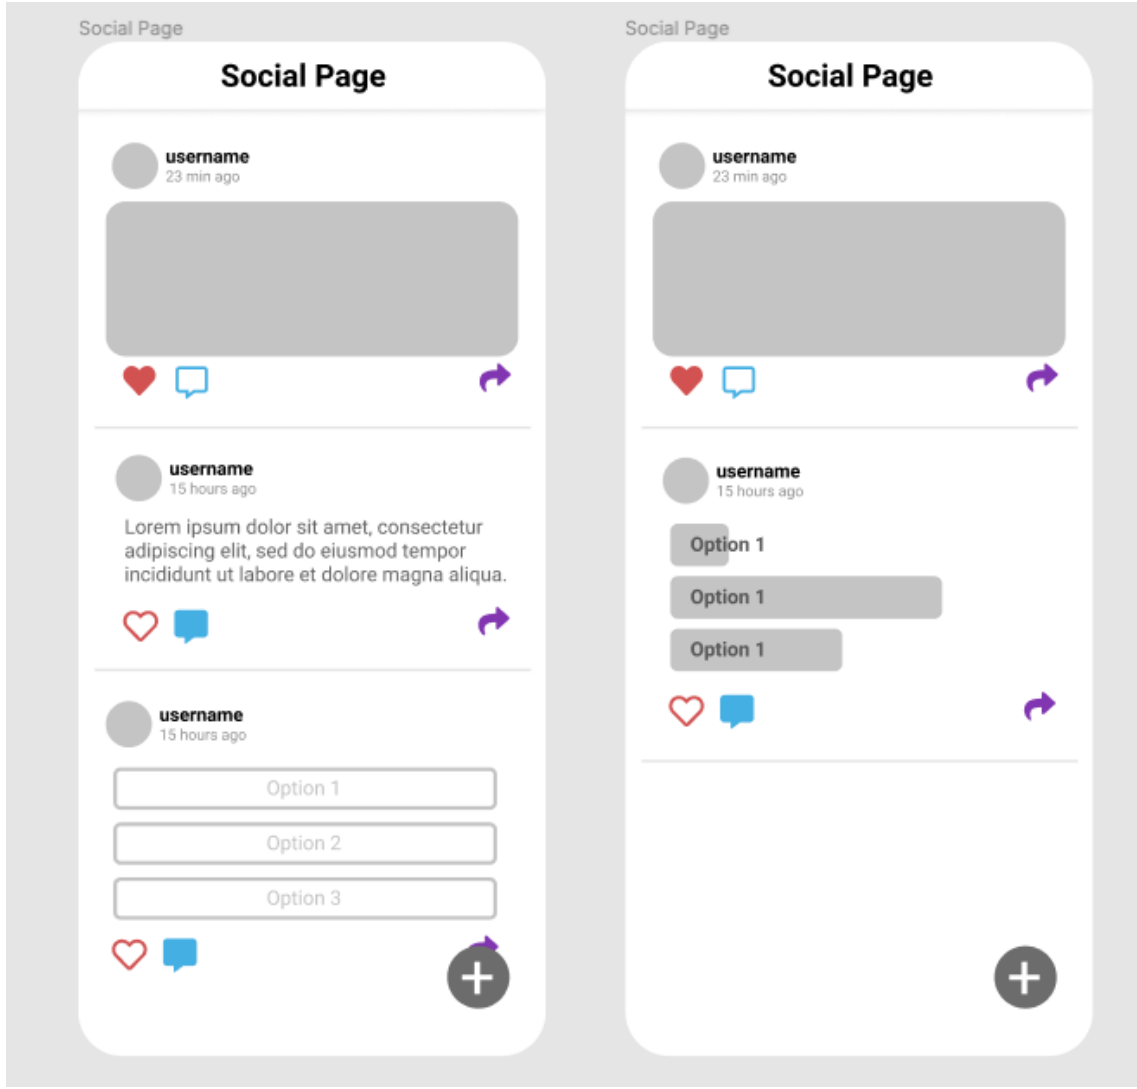 Social Page
Social Page
username
23 min ago
username
15 hours ago
Lorem ipsum dolor sit amet, consectetur
adipiscing elit, sed do eiusmod tempor
incididunt ut labore et dolore magna aliqua.
username
15 hours ago
Option 1
Option 2
Option 3
Social Page
Social Page
username
23 min ago
username
15 hours ago
Option 1
Option 1
Option 1